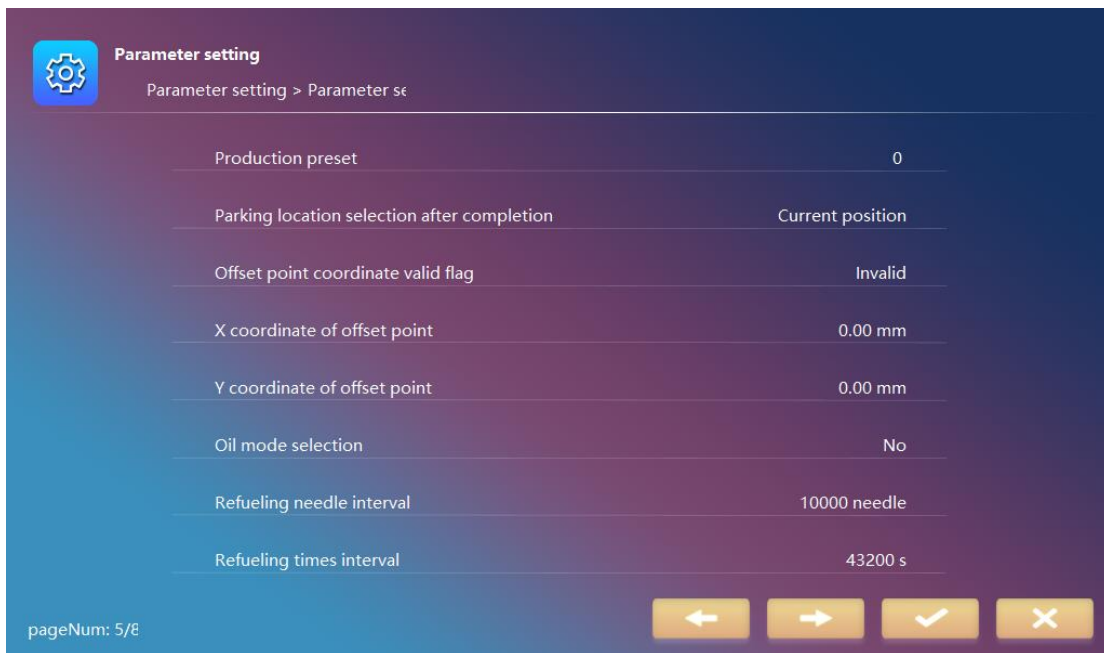 Parameter setting
Parameter setting > Parameter se
Production preset 0
Parking location selection after completion Current position
Offset point coordinate valid flag Invalid
X coordinate of offset point 0.00 mm
Y coordinate of offset point 0.00 mm
Oil mode selection No
Refueling needle interval 10000 needle
Refueling times interval 43200 s
pageNum: 5/8